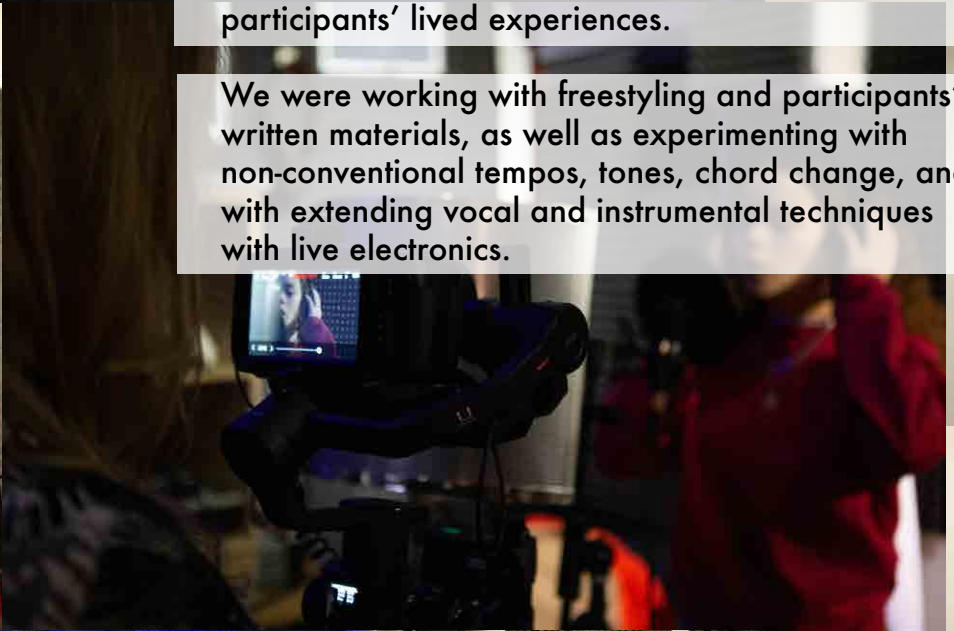 participants’ lived experiences.
We were working with freestyling and participants’
written materials, as well as experimenting with
non-conventional tempos, tones, chord change, an
with extending vocal and instrumental techniques
with live electronics.